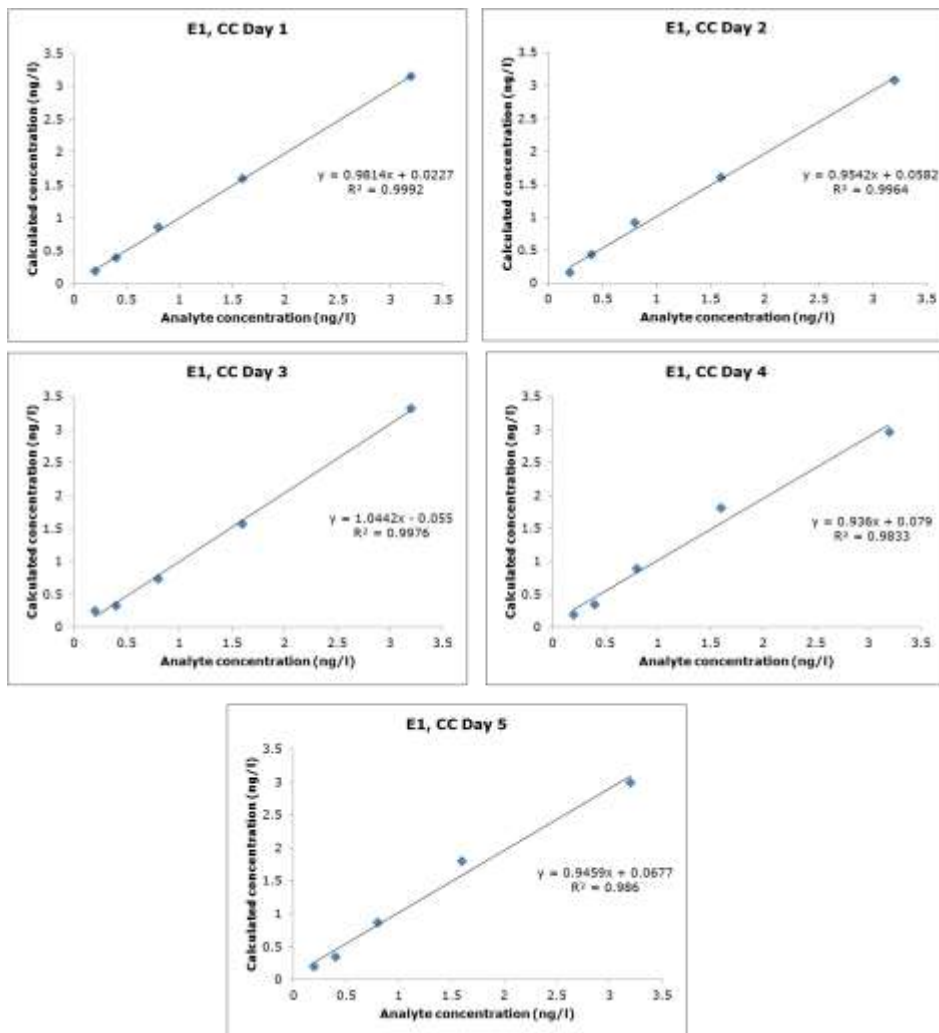 E1, CC Day 1
Calculated concentration (ng/l)
3.5
3
2.5
2
1.5
1
0.5
0
y = 0.9814x + 0.0227
R² = 0.9992
0 0.5 1 1.5 2 2.5 3 3.5
Analyte concentration (ng/l)
E1, CC Day 2
Calculated concentration (ng/l)
3.5
3
2.5
2
1.5
1
0.5
0
y = 0.9542x + 0.0582
R² = 0.9964
0 0.5 1 1.5 2 2.5 3 3.5
Analyte concentration (ng/l)
E1, CC Day 3
Calculated concentration (ng/l)
3.5
3
2.5
2
1.5
1
0.5
0
y = 1.0442x - 0.055
R² = 0.9976
0 0.5 1 1.5 2 2.5 3 3.5
Analyte concentration (ng/l)
E1, CC Day 4
Calculated concentration (ng/l)
3.5
3
2.5
2
1.5
1
0.5
0
y = 0.936x + 0.079
R² = 0.9833
0 0.5 1 1.5 2 2.5 3 3.5
Analyte concentration (ng/l)
E1, CC Day 5
Calculated concentration (ng/l)
3.5
3
2.5
2
1.5
1
0.5
0
y = 0.9459x + 0.0677
R² = 0.986
0 0.5 1 1.5 2 2.5 3 3.5
Analyte concentration (ng/l)